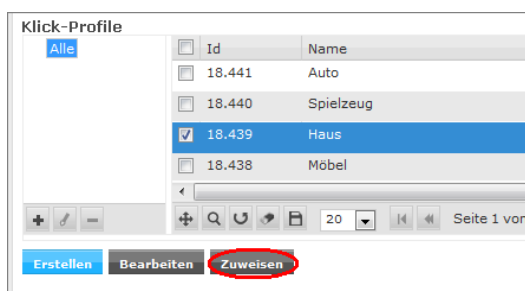 Klick-Profile
Alle
Id Name
18.441 Auto
18.440 Spielzeug
18.439 Haus
18.438 Möbel
20 Seite 1 von
Erstellen Bearbeiten Zuweisen